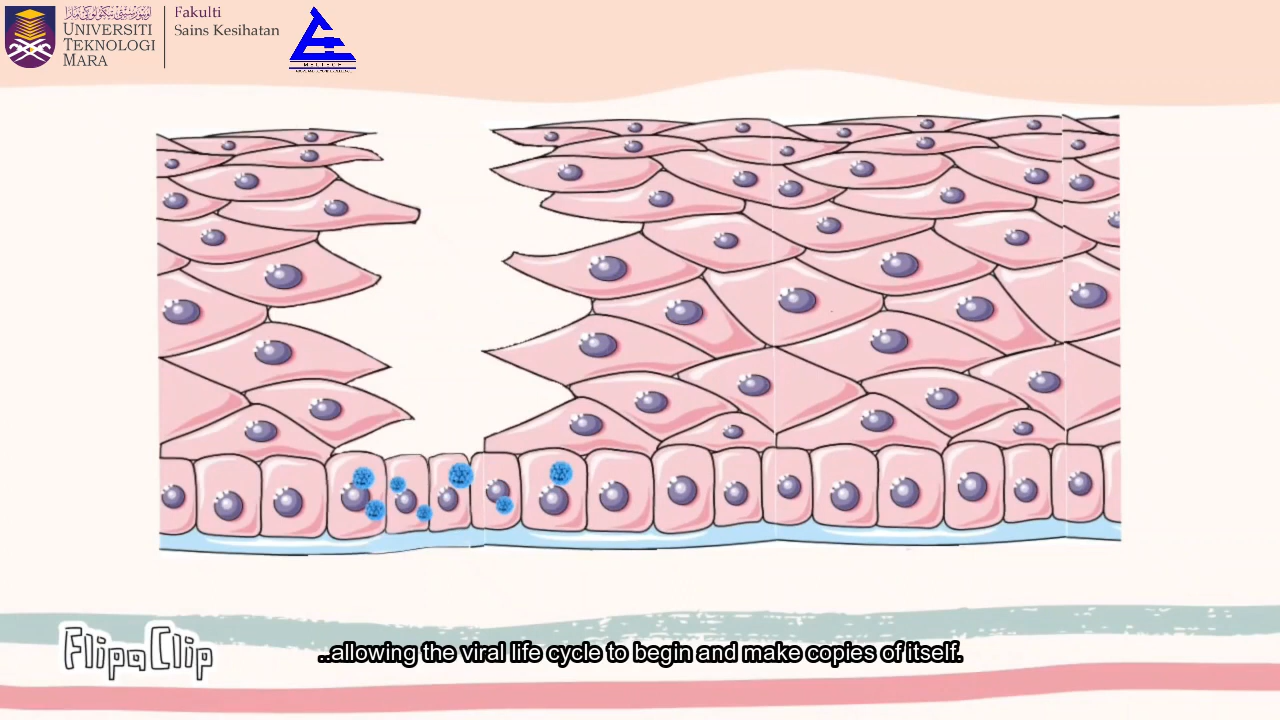 UNIVERSITI
TEKNOLOGI
MARA
Fakulti
Sains Kesihatan
FlipaClip
..allowing the viral life cycle to begin and make copies of itself.